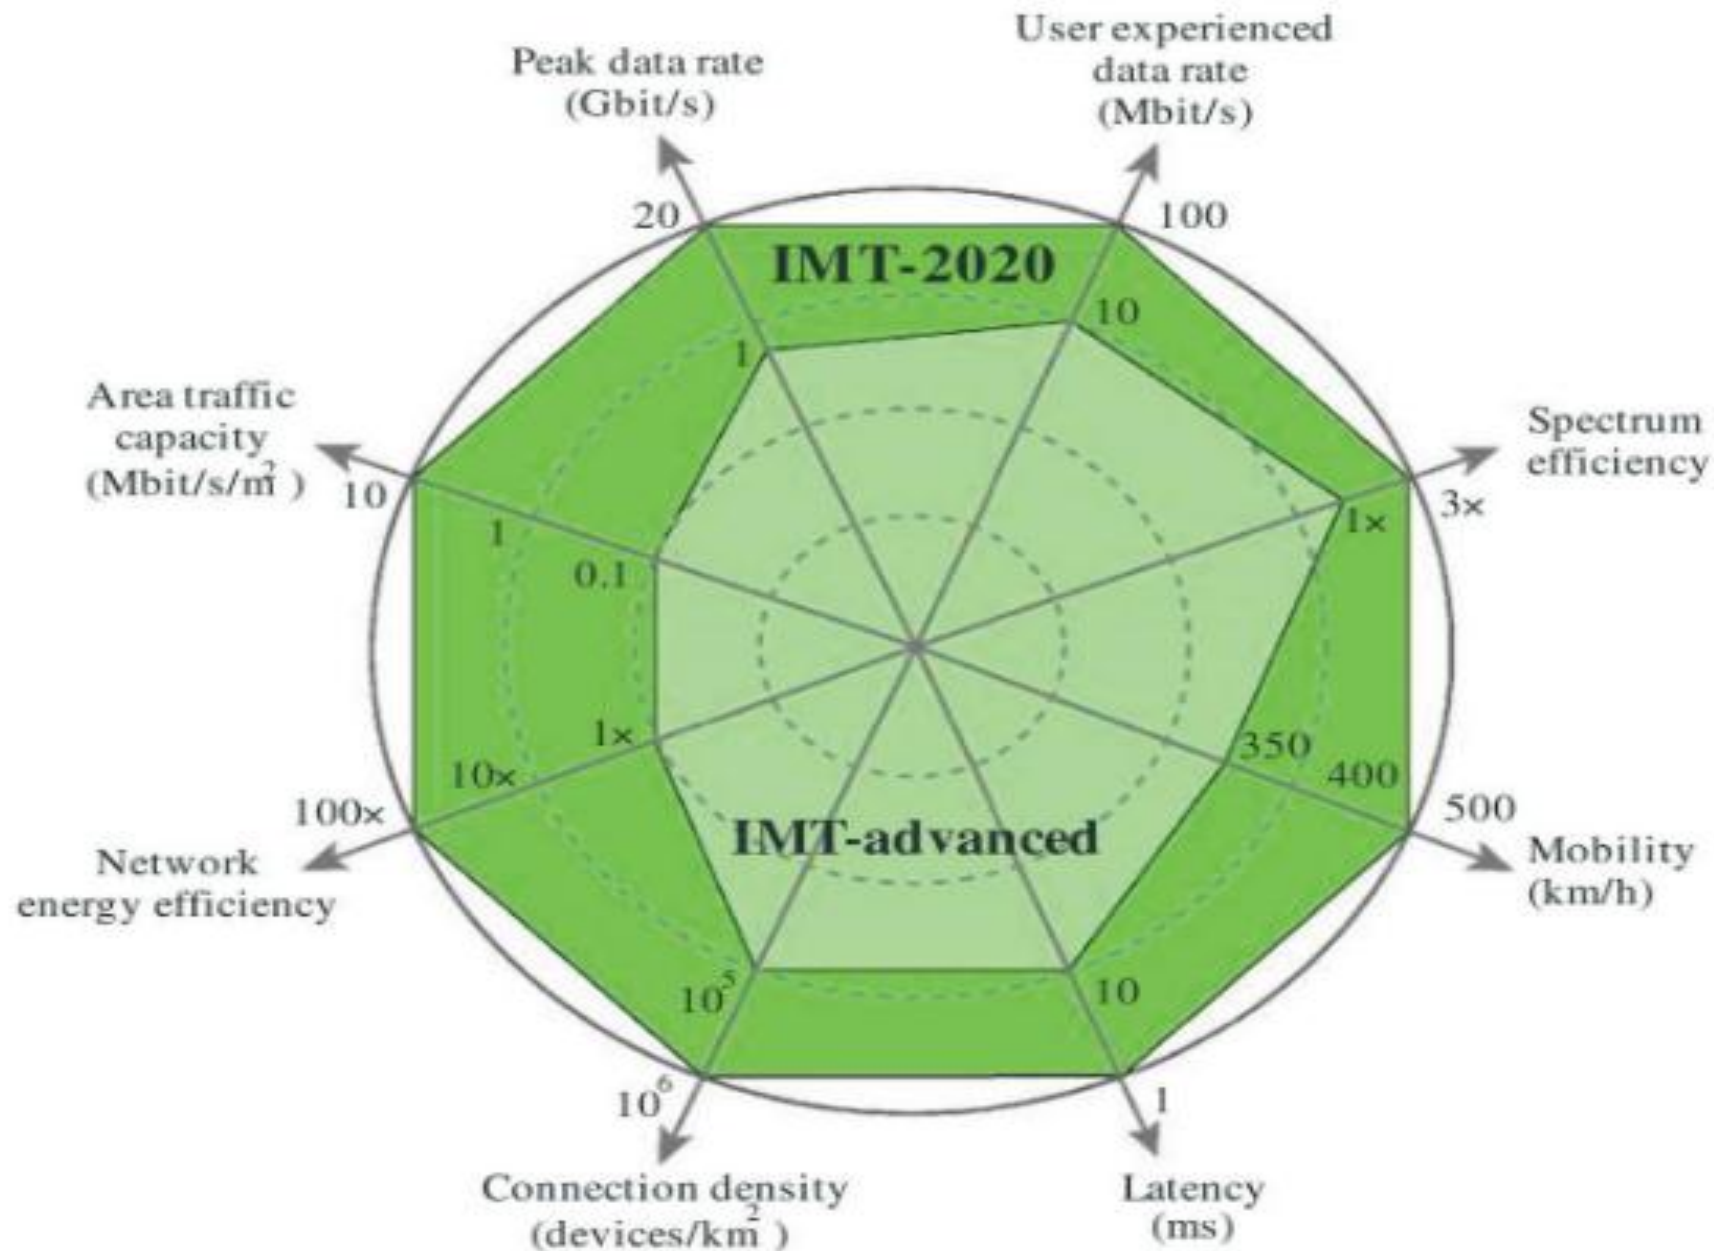 User experienced
data rate
(Mbit/s)
Peak data rate
(Gbit/s)
20
100
IMT-2020
10
1
Area traffic
capacity
(Mbit/s/m²)
10
1
0.1
Spectrum
efficiency
3×
1×
1×
10×
100×
Network
energy efficiency
350
400
500
Mobility
(km/h)
IMT-advanced
10⁵
10
10⁶
1
Connection density
(devices/km²)
Latency
(ms)